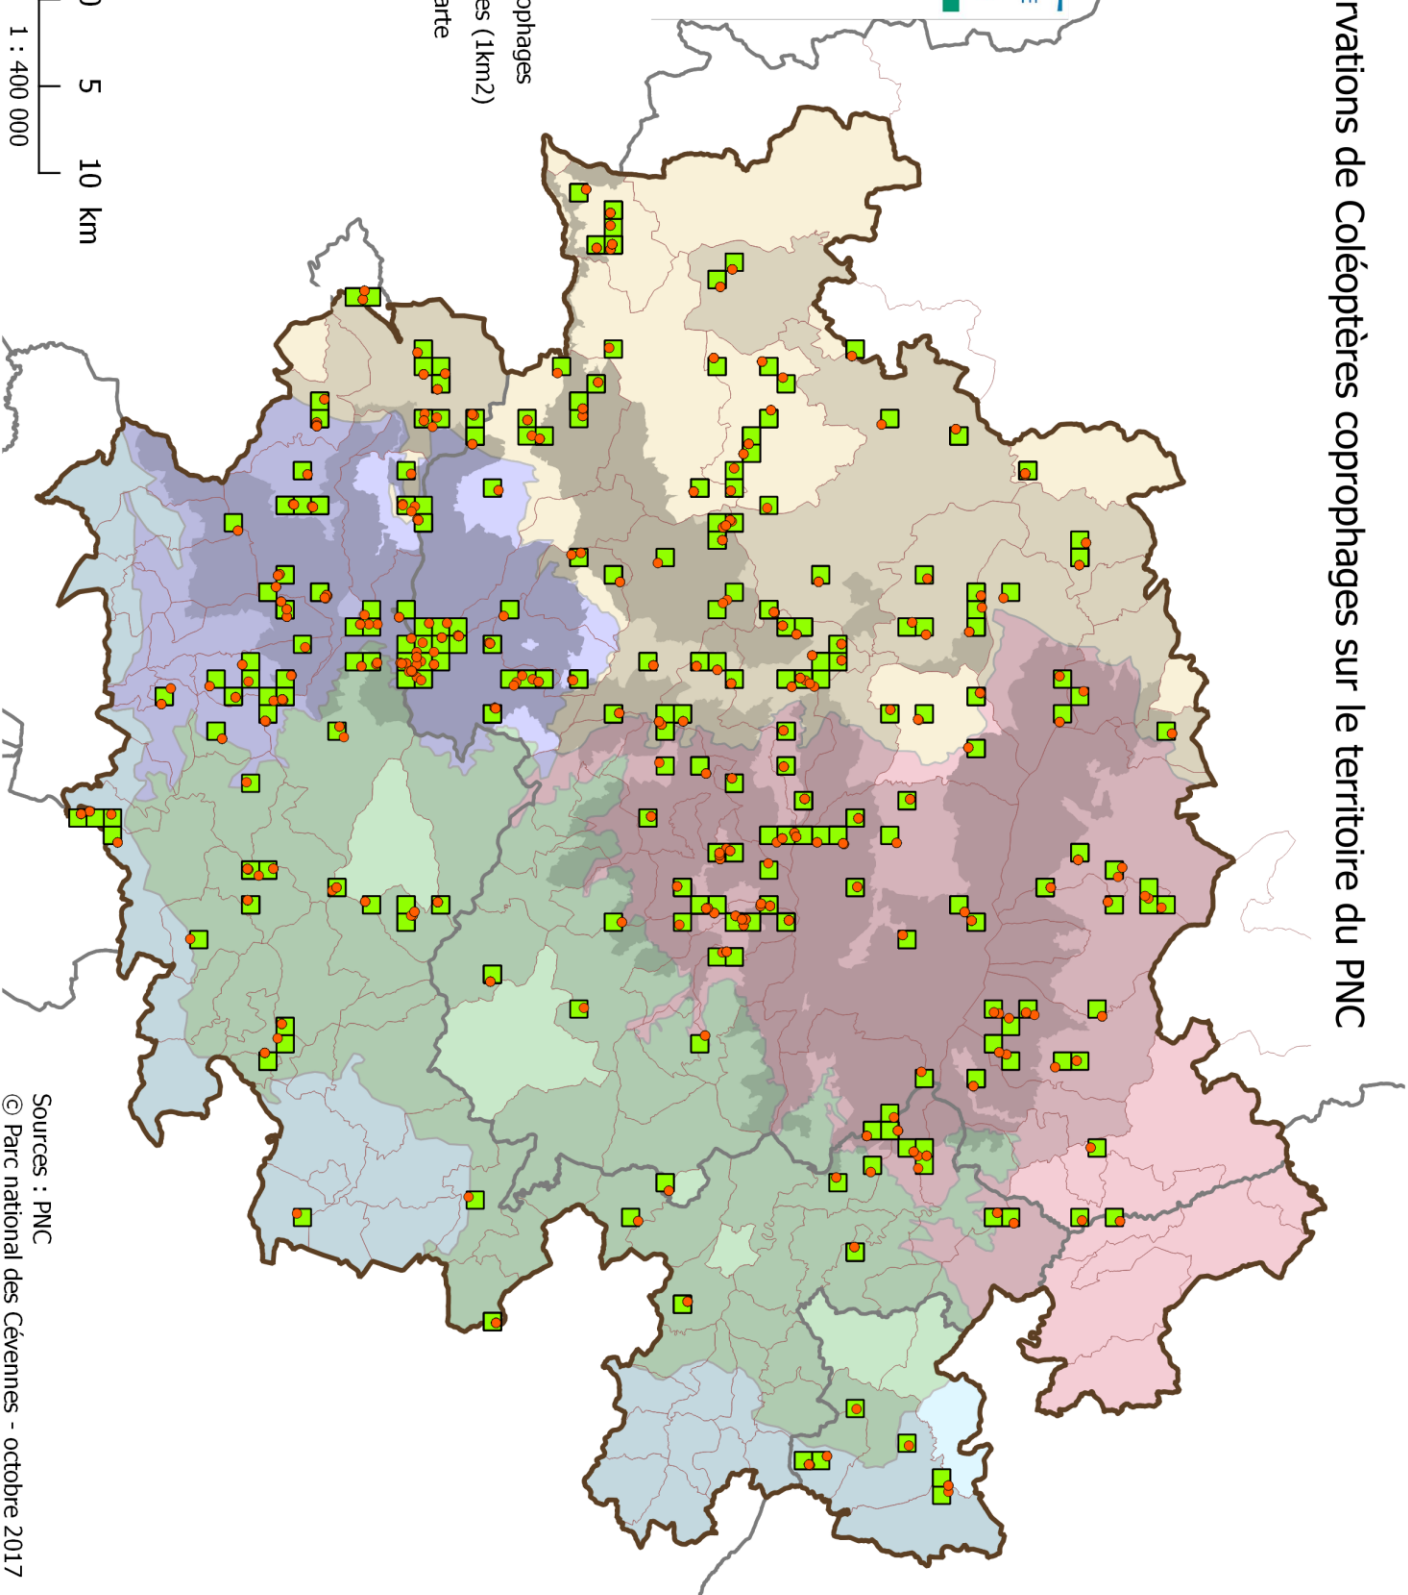 rvations de Coléoptères coprophages sur le territoire du PNC
ophages
es (1km2)
arte
0 5 10 km
1 : 400 000
Sources : PNC
© Parc national des Cévennes - octobre 2017